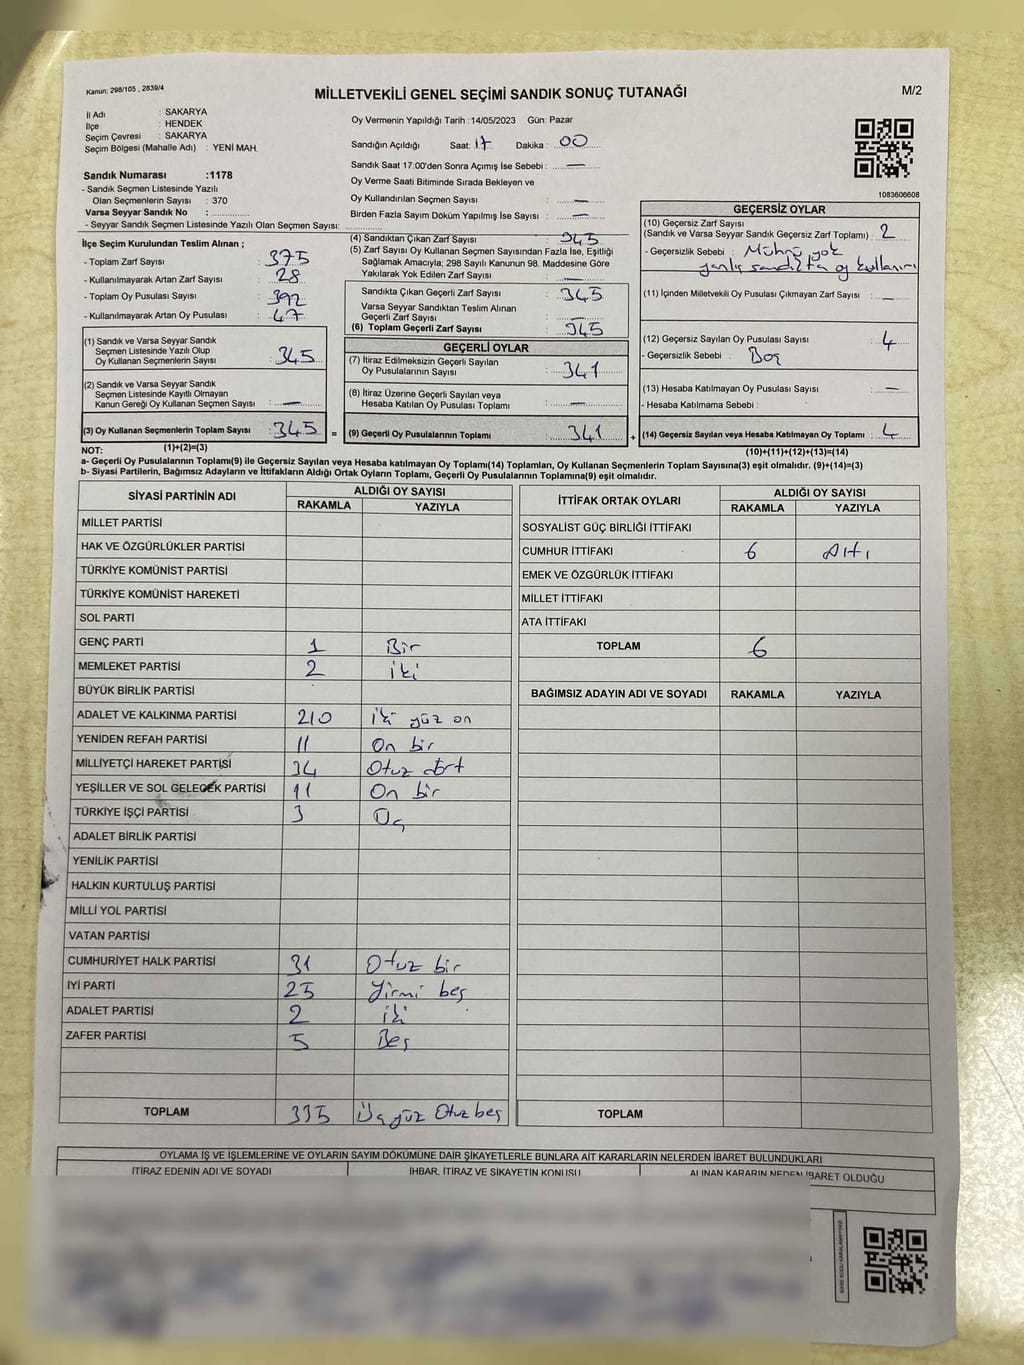 Kanun; 298/105 , 2839/4
MİLLETVEKİLİ GENEL SEÇİMİ SANDIK SONUÇ TUTANAĞI
M/2
İl Adı : SAKARYA
İlçe : HENDEK
Seçim Çevresi : SAKARYA
Seçim Bölgesi (Mahalle Adı) : YENİ MAH.
Sandık Numarası :1178
- Sandık Seçmen Listesinde Yazılı
Olan Seçmenlerin Sayısı : 370
Varsa Seyyar Sandık No :
- Seyyar Sandık Seçmen Listesinde Yazılı Olan Seçmen Sayısı:
Oy Vermenin Yapıldığı Tarih :14/05/2023 Gün: Pazar
Sandığın Açıldığı Saat: 17 Dakika : 00
Sandık Saat 17:00'den Sonra Açımış İse Sebebi : —
Oy Verme Saati Bitiminde Sırada Bekleyen ve
Oy Kullandırılan Seçmen Sayısı : —
Birden Fazla Sayım Döküm Yapılmış İse Sayısı : —
1083606608
İlçe Seçim Kurulundan Teslim Alınan ;
- Toplam Zarf Sayısı : 375
- Kullanılmayarak Artan Zarf Sayısı : 28
- Toplam Oy Pusulası Sayısı : 392
- Kullanılmayarak Artan Oy Pusulası : 47
(1) Sandık ve Varsa Seyyar Sandık
Seçmen Listesinde Yazılı Olup
Oy Kullanan Seçmenlerin Sayısı : 345
(2) Sandık ve Varsa Seyyar Sandık
Seçmen Listesinde Kayıtlı Olmayan
Kanun Gereği Oy Kullanan Seçmen Sayısı : —
(3) Oy Kullanan Seçmenlerin Toplam Sayısı : 345 =
(4) Sandıktan Çıkan Zarf Sayısı : 345
(5) Zarf Sayısı Oy Kullanan Seçmen Sayısından Fazla İse, Eşitliği
Sağlamak Amacıyla; 298 Sayılı Kanunun 98. Maddesine Göre
Yakılarak Yok Edilen Zarf Sayısı : —
Sandıkta Çıkan Geçerli Zarf Sayısı : 345
Varsa Seyyar Sandıktan Teslim Alınan
Geçerli Zarf Sayısı : —
(6) Toplam Geçerli Zarf Sayısı : 345
GEÇERLİ OYLAR
(7) İtiraz Edilmeksizin Geçerli Sayılan
Oy Pusulalarının Sayısı : 341
(8) İtiraz Üzerine Geçerli Sayılan veya
Hesaba Katılan Oy Pusulası Toplamı : —
(9) Geçerli Oy Pusulalarının Toplamı : 341 +
GEÇERSİZ OYLAR
(10) Geçersiz Zarf Sayısı
(Sandık ve Varsa Seyyar Sandık Geçersiz Zarf Toplamı) : 2
- Geçersizlik Sebebi : Mührü yok
yanlış sandıkta oy kullanımı
(11) İçinden Milletvekili Oy Pusulası Çıkmayan Zarf Sayısı : —
(12) Geçersiz Sayılan Oy Pusulası Sayısı : 4
- Geçersizlik Sebebi : Boş
(13) Hesaba Katılmayan Oy Pusulası Sayısı : —
- Hesaba Katılmama Sebebi :
(14) Geçersiz Sayılan veya Hesaba Katılmayan Oy Toplamı : 4
NOT: (1)+(2)=(3)
(10)+(11)+(12)+(13)=(14)
a- Geçerli Oy Pusulasının Toplamı(9) ile Geçersiz Sayılan veya Hesaba katılmayan Oy Toplamı(14) Toplamları, Oy Kullanan Seçmenlerin Toplam Sayısına(3) eşit olmalıdır. (9)+(14)=(3)
b- Siyasi Partilerin, Bağımsız Adayların ve İttifakların Aldığı Ortak Oyların Toplamı, Geçerli Oy Pusulalarının Toplamına(9) eşit olmalıdır.
SİYASİ PARTİNİN ADI ALDIĞI OY SAYISI
RAKAMLA YAZIYLA
MİLLET PARTİSİ
HAK VE ÖZGÜRLÜKLER PARTİSİ
TÜRKİYE KOMÜNİST PARTİSİ
TÜRKİYE KOMÜNİST HAREKETİ
SOL PARTİ
GENÇ PARTİ 1 Bir
MEMLEKET PARTİSİ 2 iki
BÜYÜK BİRLİK PARTİSİ
ADALET VE KALKINMA PARTİSİ 210 iki yüz on
YENİDEN REFAH PARTİSİ 11 On bir
MİLLİYETÇİ HAREKET PARTİSİ 34 Otuz dört
YEŞİLLER VE SOL GELECEK PARTİSİ 11 On bir
TÜRKİYE İŞÇİ PARTİSİ 3 Üç
ADALET BİRLİK PARTİSİ
YENİLİK PARTİSİ
HALKIN KURTULUŞ PARTİSİ
MİLLİ YOL PARTİSİ
VATAN PARTİSİ
CUMHURİYET HALK PARTİSİ 31 Otuz bir
İYİ PARTİ 25 Yirmi beş
ADALET PARTİSİ 2 iki
ZAFER PARTİSİ 5 Beş
TOPLAM 335 Üç yüz Otuz beş
İTTİFAK ORTAK OYLARI ALDIĞI OY SAYISI
RAKAMLA YAZIYLA
SOSYALİST GÜÇ BİRLİĞİ İTTİFAKI
CUMHUR İTTİFAKI 6 Altı
EMEK VE ÖZGÜRLÜK İTTİFAKI
MİLLET İTTİFAKI
ATA İTTİFAKI
TOPLAM 6
BAĞIMSIZ ADAYIN ADI VE SOYADI RAKAMLA YAZIYLA
TOPLAM
OYLAMA İŞ VE İŞLEMLERİNE VE OYLARIN SAYIM DÖKÜMÜNE DAİR ŞİKAYETLERLE BUNLARA AİT KARARLARIN NELERDEN İBARET BULUNDUKLARI
İTİRAZ EDENİN ADI VE SOYADI İHBAR, İTİRAZ VE ŞİKAYETİN KONUSU ALINAN KARARIN NEDEN İBARET OLDUĞU
KARE KODU KARALAMAYINIZ!